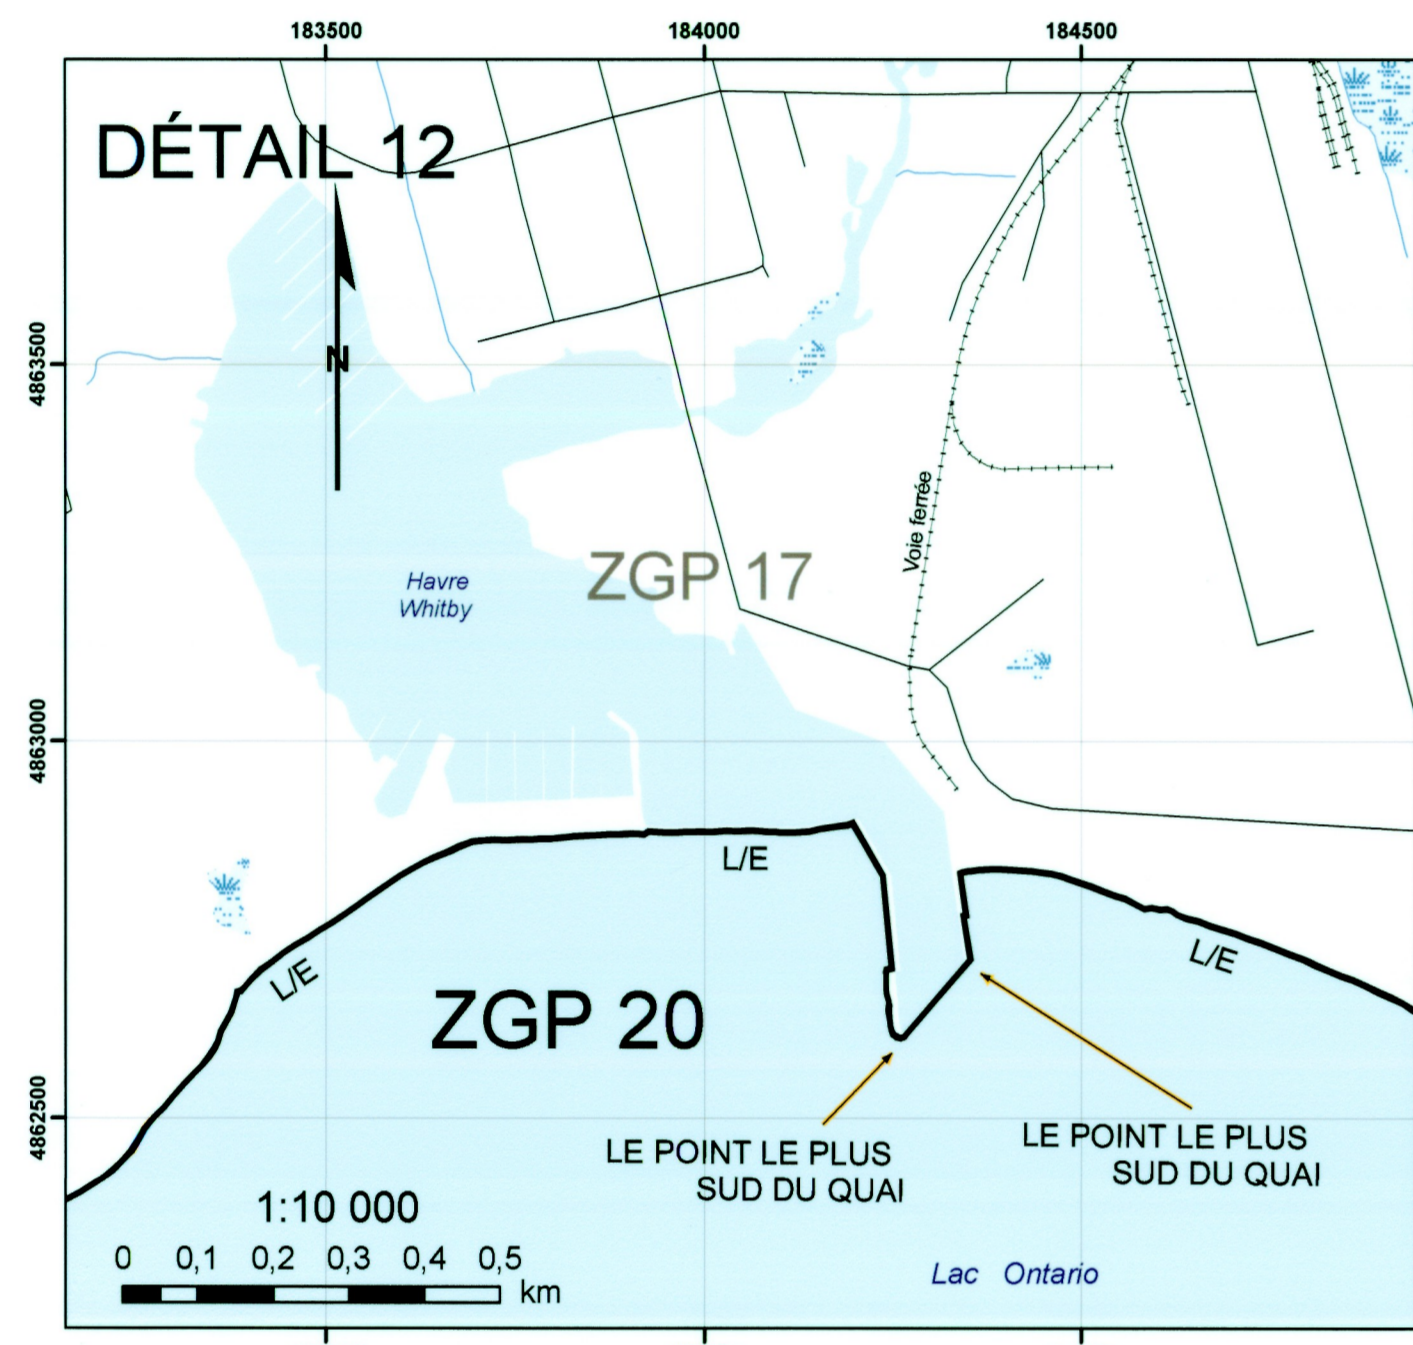 183500 184000 184500
DÉTAIL 12
N
4863500
Voie ferrée
ZGP 17
Havre
Whitby
4863000
L/E
L/E
L/E
ZGP 20
4862500
LE POINT LE PLUS
SUD DU QUAI
LE POINT LE PLUS
SUD DU QUAI
1:10 000
0 0,1 0,2 0,3 0,4 0,5
km
Lac Ontario